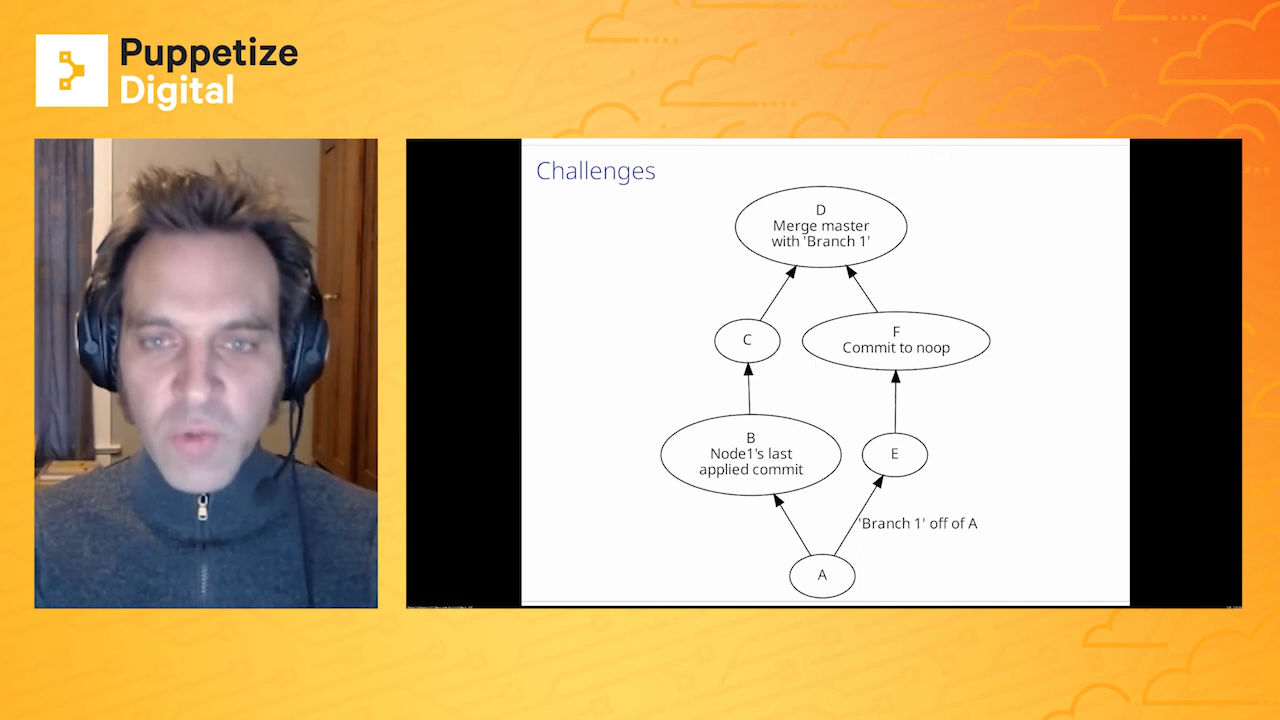 Puppetize
Digital
Challenges
D
Merge master
with 'Branch 1'
C
F
Commit to noop
B
Node1's last
applied commit
E
'Branch 1' off of A
A